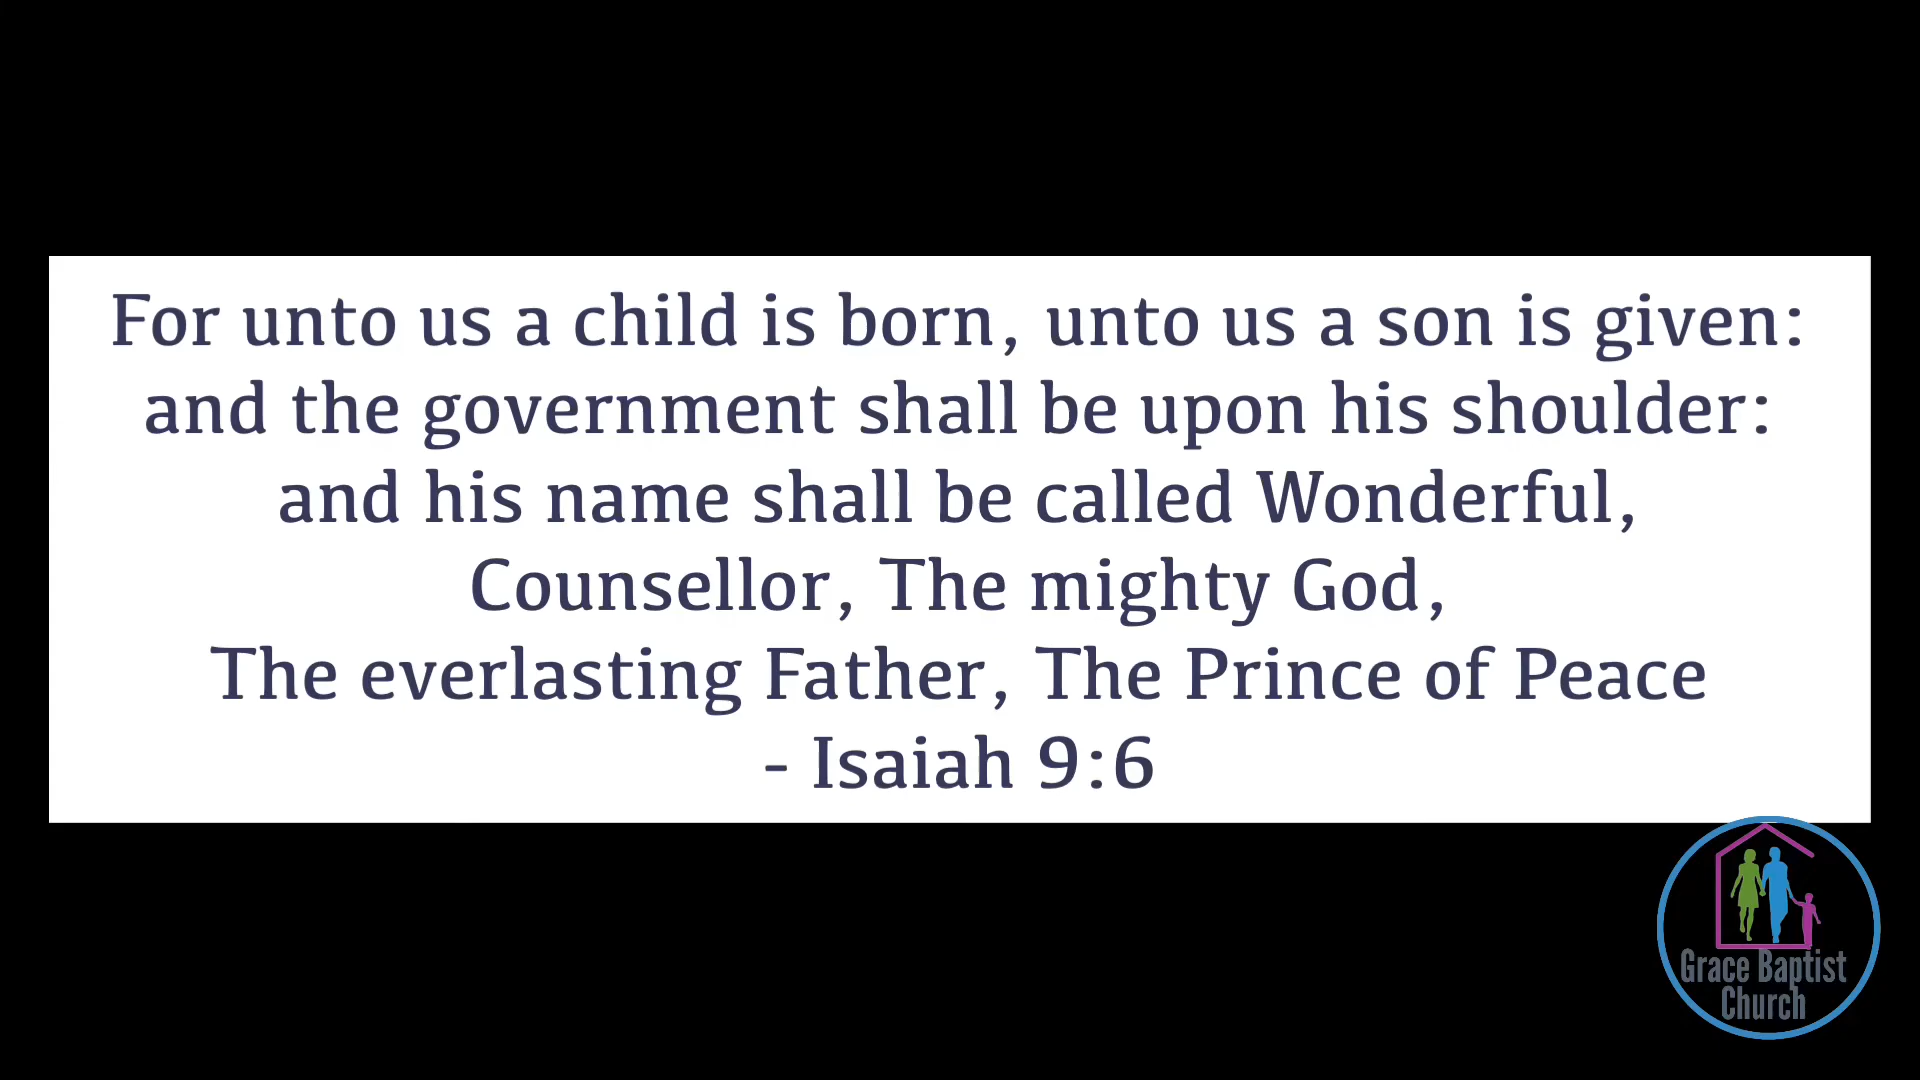 For unto us a child is born, unto us a son is given:
and the government shall be upon his shoulder:
and his name shall be called Wonderful,
Counsellor, The mighty God,
The everlasting Father, The Prince of Peace
- Isaiah 9:6
Grace Baptist
Church